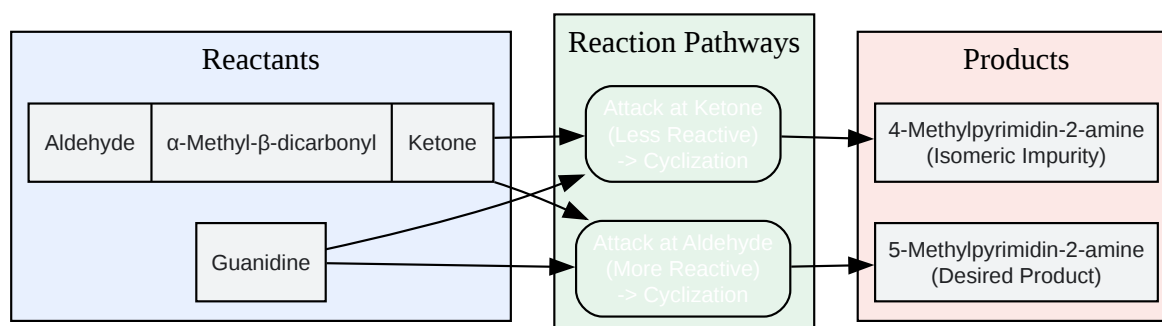 Reactants
Reaction Pathways
Products
Aldehyde
α-Methyl-β-dicarbonyl
Ketone
Guanidine
Attack at Ketone
(Less Reactive)
-> Cyclization
Attack at Aldehyde
(More Reactive)
-> Cyclization
4-Methylpyrimidin-2-amine
(Isomeric Impurity)
5-Methylpyrimidin-2-amine
(Desired Product)